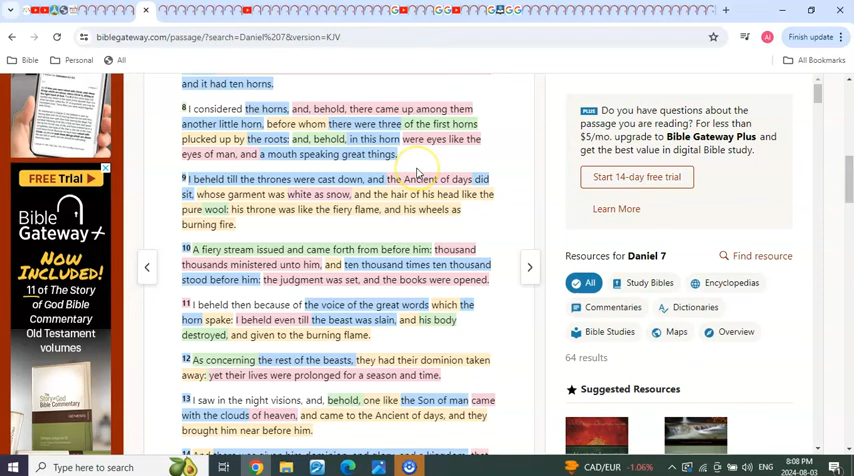 biblegateway.com/passage/?search=Daniel%207&version=KJV
AI
Finish update
Bible
Personal
All
All Bookmarks
and it had ten horns.
8 I considered the horns, and, behold, there came up among them
another little horn, before whom there were three of the first horns
plucked up by the roots: and, behold, in this horn were eyes like the
eyes of man, and a mouth speaking great things.
9 I beheld till the thrones were cast down, and the Ancient of days did
sit, whose garment was white as snow, and the hair of his head like the
pure wool: his throne was like the fiery flame, and his wheels as
burning fire.
10 A fiery stream issued and came forth from before him: thousand
thousands ministered unto him, and ten thousand times ten thousand
stood before him: the judgment was set, and the books were opened.
11 I beheld then because of the voice of the great words which the
horn spake: I beheld even till the beast was slain, and his body
destroyed, and given to the burning flame.
12 As concerning the rest of the beasts, they had their dominion taken
away: yet their lives were prolonged for a season and time.
13 I saw in the night visions, and, behold, one like the Son of man came
with the clouds of heaven, and came to the Ancient of days, and they
brought him near before him.
FREE Trial
Bible
Gateway+
NOW
INCLUDED!
11 of The Story
of God Bible
Commentary
Old Testament
volumes
PLUS Do you have questions about the
passage you are reading? For less than
$5/mo. upgrade to Bible Gateway Plus and
get the best value in digital Bible study.
Start 14-day free trial
Learn More
Resources for Daniel 7
Find resource
All
Study Bibles
Encyclopedias
Commentaries
Dictionaries
Bible Studies
Maps
Overview
64 results
Suggested Resources
Type here to search
CAD/EUR
-1.06%
ENG
8:08 PM
2024-08-03